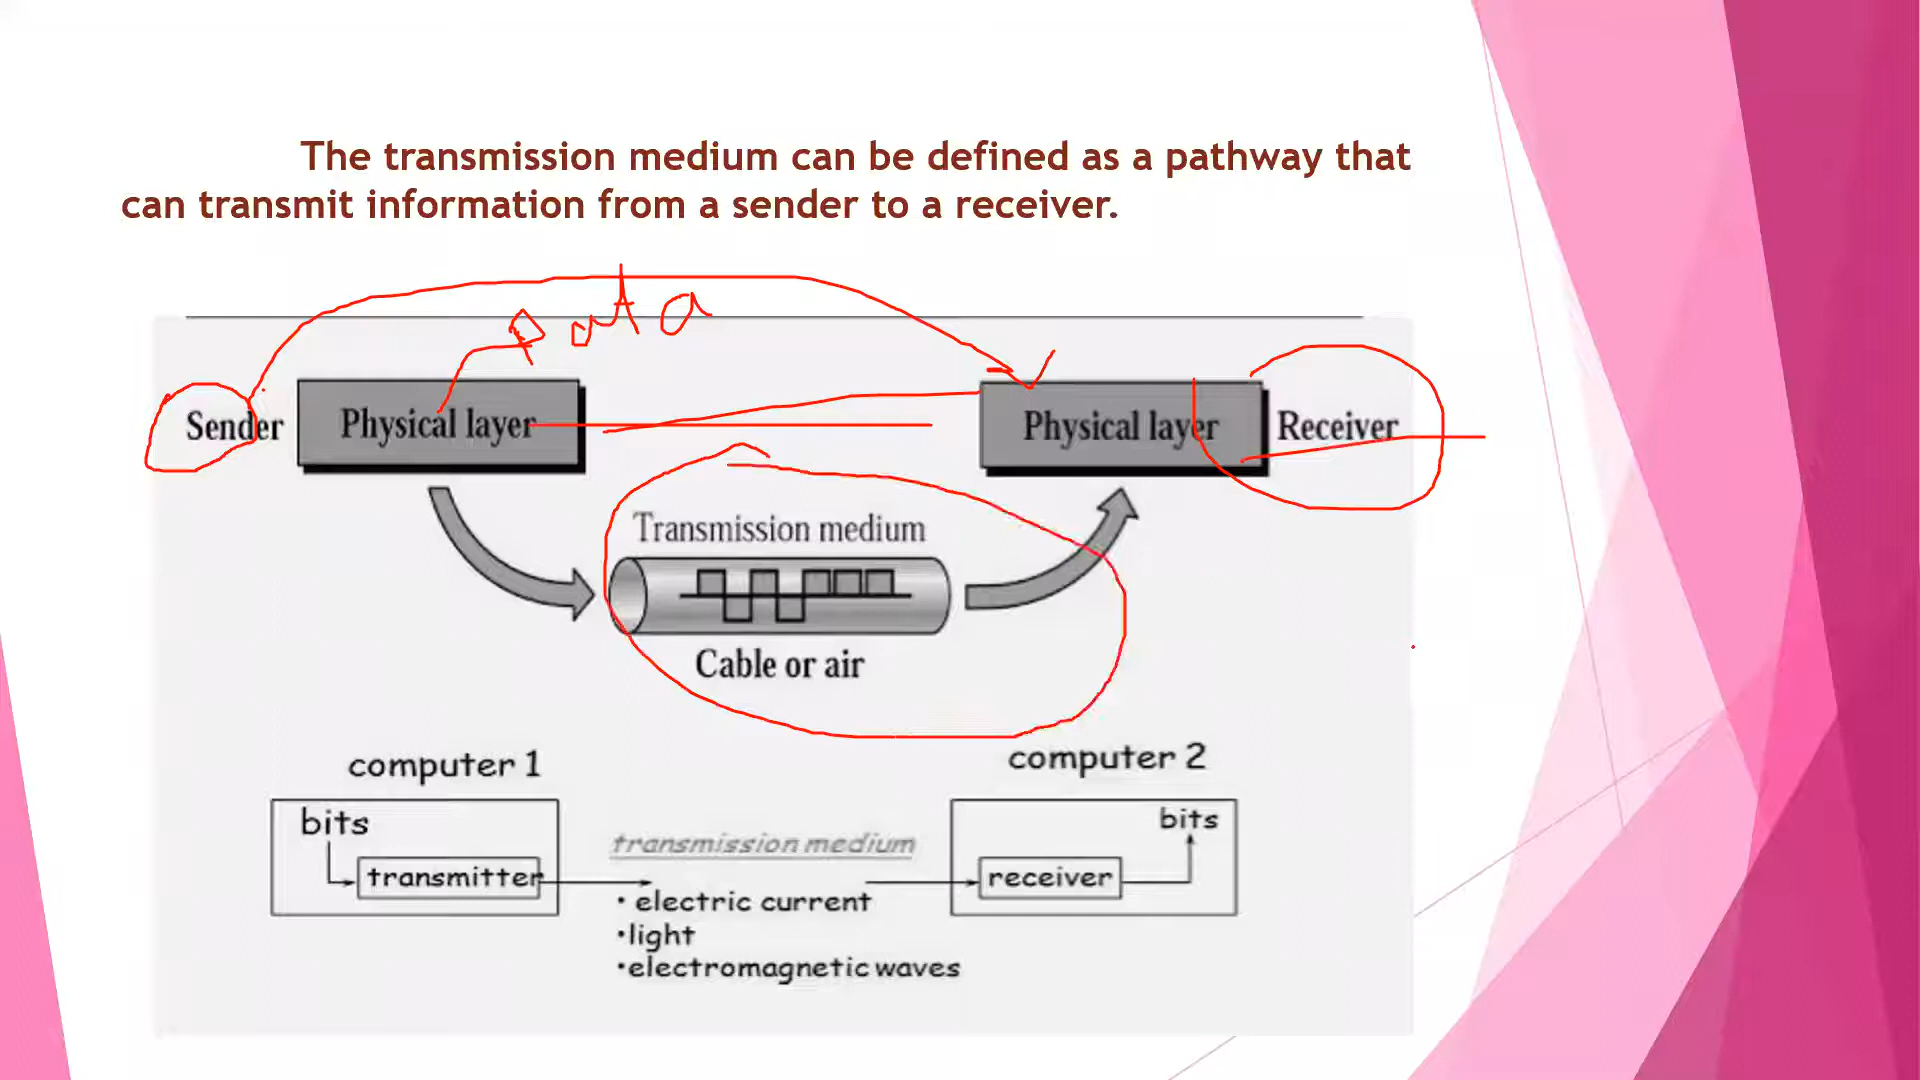 The transmission medium can be defined as a pathway that
can transmit information from a sender to a receiver.
Data
Sender Physical layer Physical layer Receiver
Transmission medium
Cable or air
computer 1 computer 2
bits bits
transmission medium
transmitter receiver
• electric current
•light
•electromagnetic waves